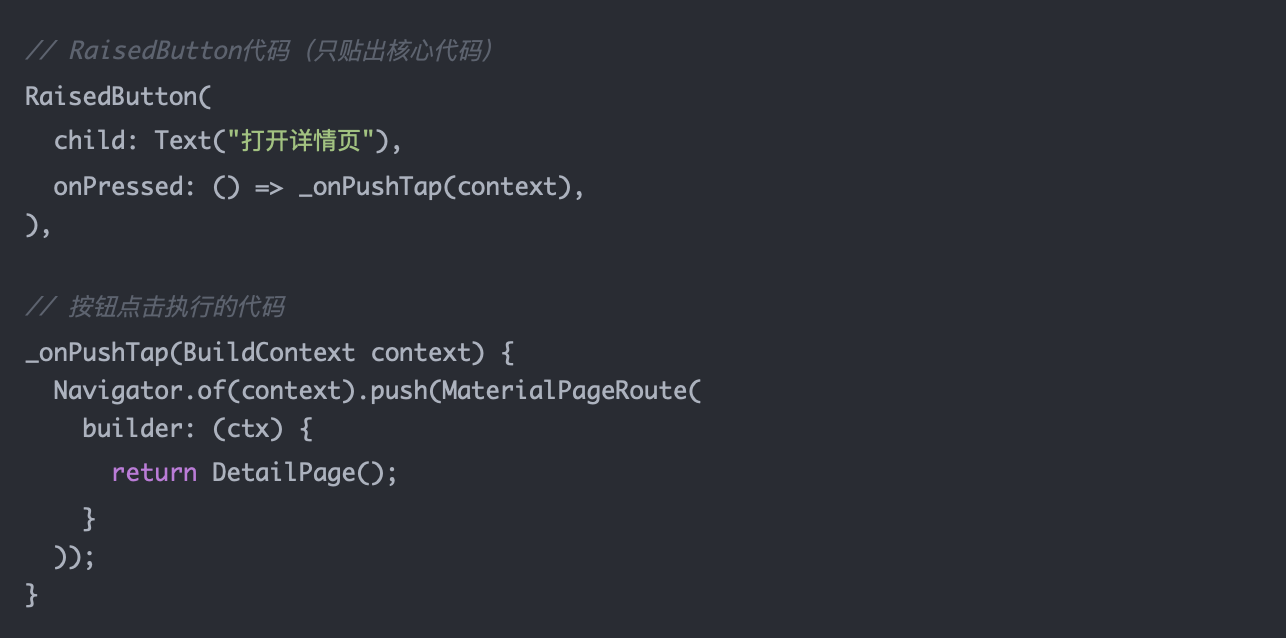 // RaisedButton代码（只贴出核心代码）
RaisedButton(
  child: Text("打开详情页"),
  onPressed: () => _onPushTap(context),
),

// 按钮点击执行的代码
_onPushTap(BuildContext context) {
  Navigator.of(context).push(MaterialPageRoute(
    builder: (ctx) {
      return DetailPage();
    }
  ));
}